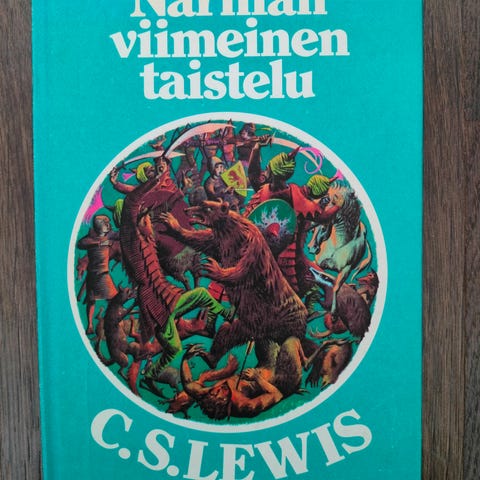 Narnian
viimeinen
taistelu
C.S.LEWIS